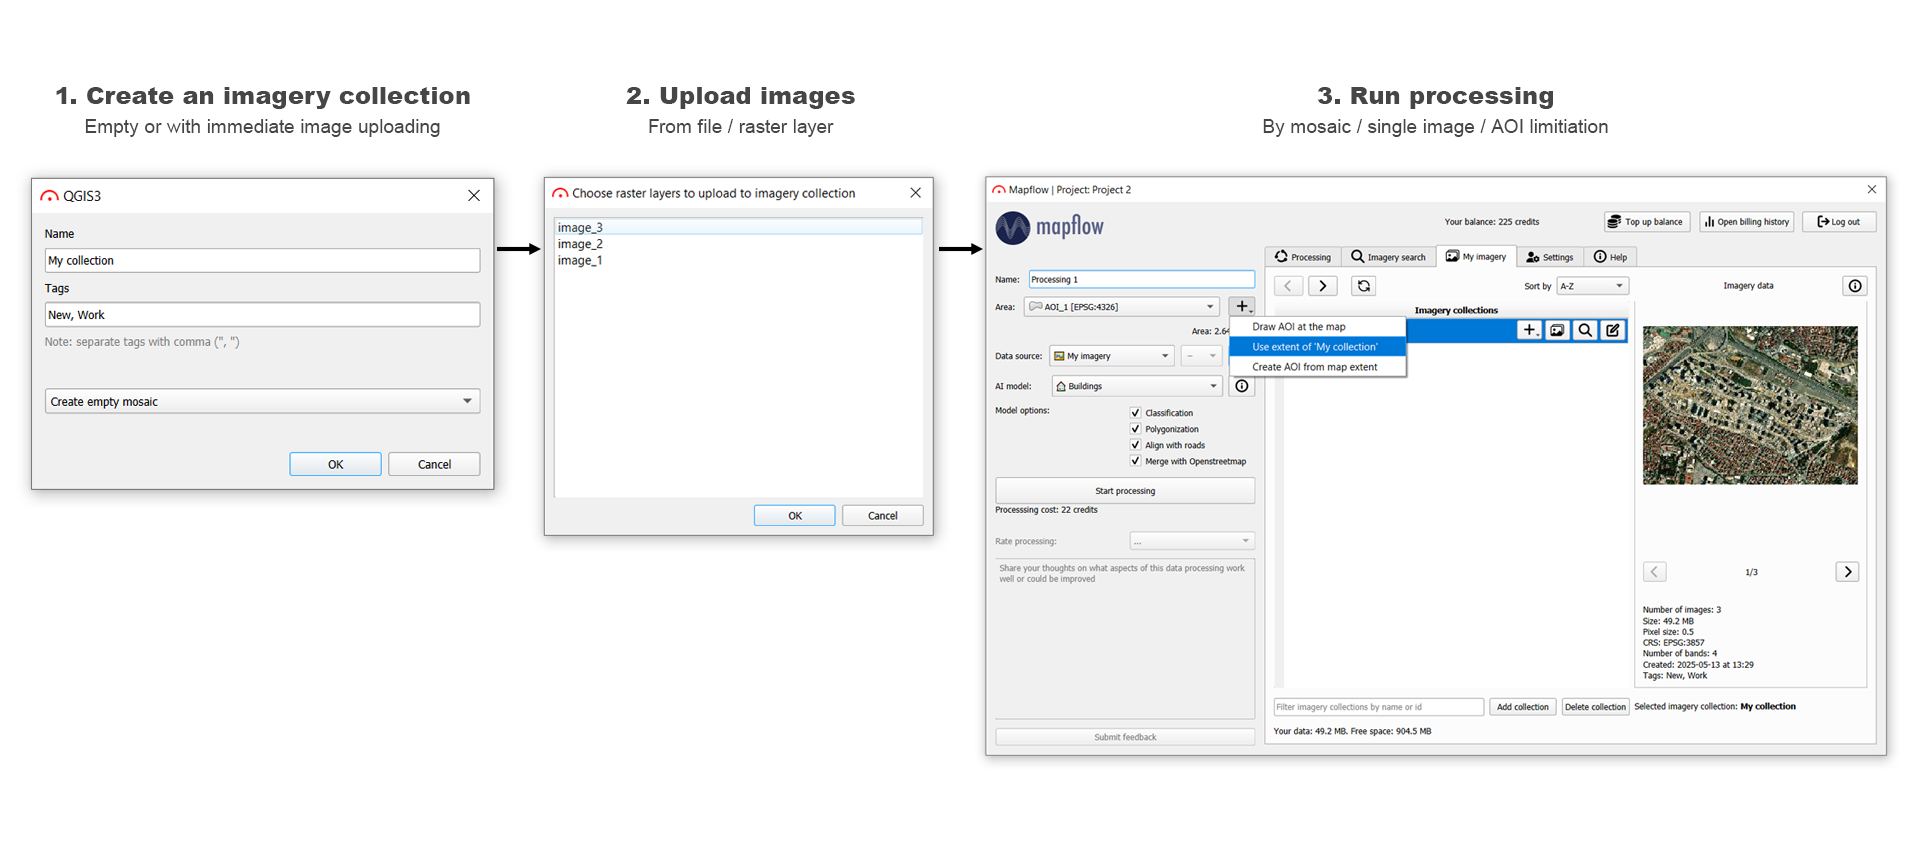 1. Create an imagery collection
Empty or with immediate image uploading
QGIS3
Name
My collection
Tags
New, Work
Note: separate tags with comma (", ")
Create empty mosaic
OK
Cancel
2. Upload images
From file / raster layer
Choose raster layers to upload to imagery collection
image_3
image_2
image_1
OK
Cancel
3. Run processing
By mosaic / single image / AOI limitiation
Mapflow | Project: Project 2
mapflow
Your balance: 225 credits
Top up balance
Open billing history
Log out
Name:
Processing 1
Area:
AOI_1 [EPSG:4326]
Area: 2.64
Draw AOI at the map
Use extent of 'My collection'
Create AOI from map extent
Data source:
My imagery
AI model:
Buildings
Model options:
Classification
Polygonization
Align with roads
Merge with Openstreetmap
Start processing
Processsing cost: 22 credits
Rate processing:
...
Share your thoughts on what aspects of this data processing work
well or could be improved
Submit feedback
Processing
Imagery search
My imagery
Settings
Help
Sort by
A-Z
Imagery collections
Imagery data
1/3
Number of images: 3
Size: 49.2 MB
Pixel size: 0.5
CRS: EPSG:3857
Number of bands: 4
Created: 2025-05-13 at 13:29
Tags: New, Work
Filter imagery collections by name or id
Add collection
Delete collection
Selected imagery collection: My collection
Your data: 49.2 MB. Free space: 904.5 MB